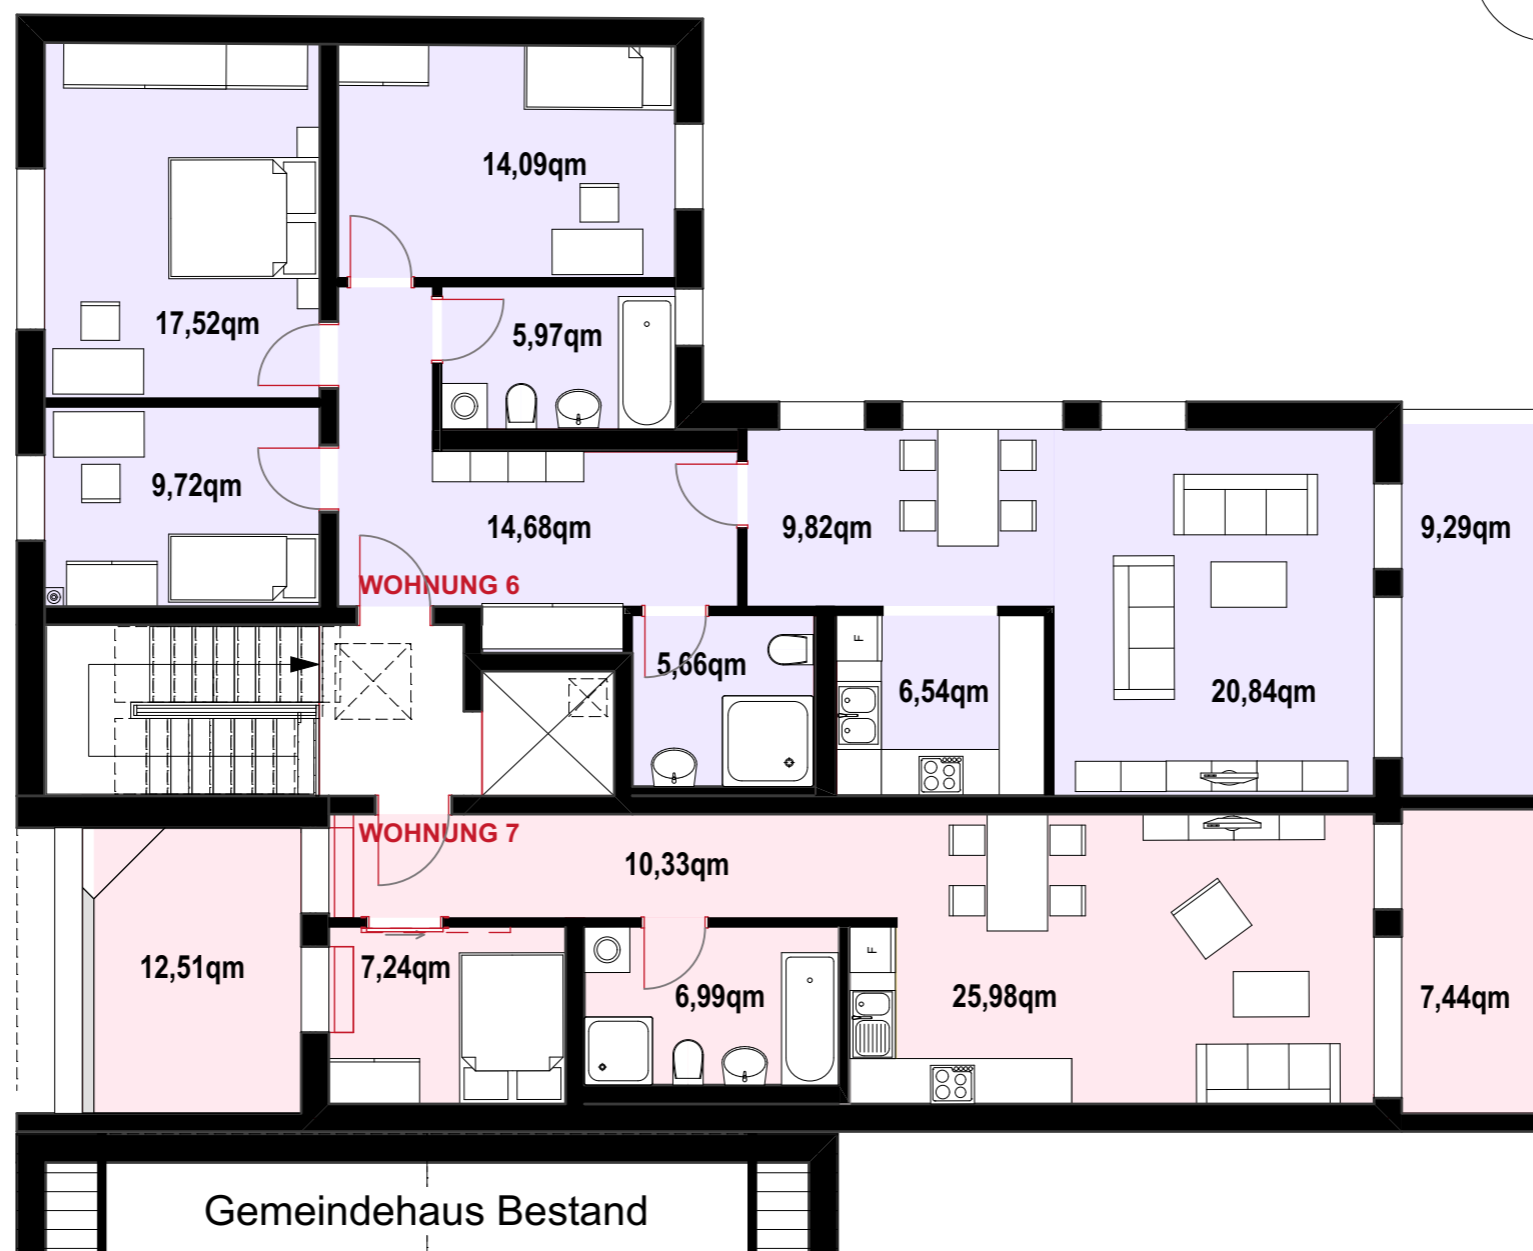 14,09qm
17,52qm
5,97qm
9,72qm
14,68qm
9,82qm
9,29qm
WOHNUNG 6
5,66qm
F
6,54qm
20,84qm
WOHNUNG 7
10,33qm
12,51qm
7,24qm
6,99qm
F
25,98qm
7,44qm
Gemeindehaus Bestand